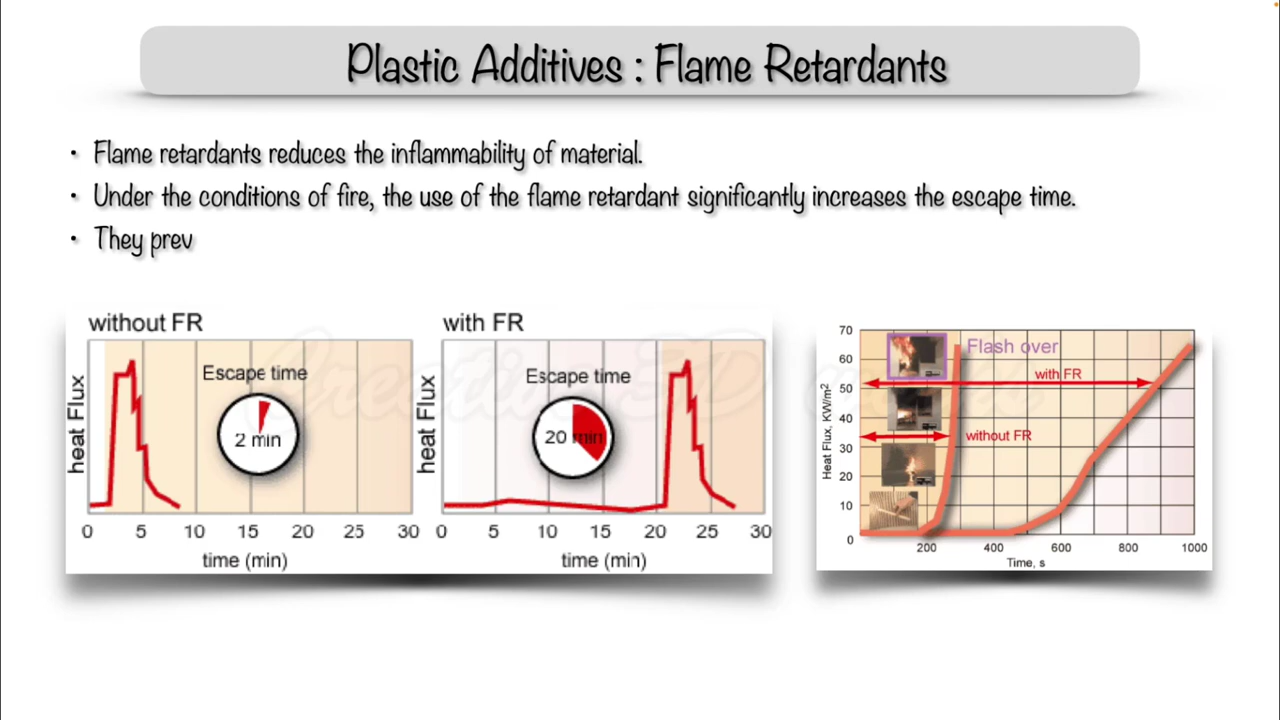 Plastic Additives : Flame Retardants
• Flame retardants reduces the inflammability of material.
• Under the conditions of fire, the use of the flame retardant significantly increases the escape time.
• They prev
without FR
heat Flux
Escape time
2 min
0 5 10 15 20 25 30
time (min)
with FR
heat Flux
Escape time
20 min
0 5 10 15 20 25 30
time (min)
Heat Flux, KW/m²
70
60
50
40
30
20
10
0
Flash over
with FR
without FR
200 400 600 800 1000
Time, s